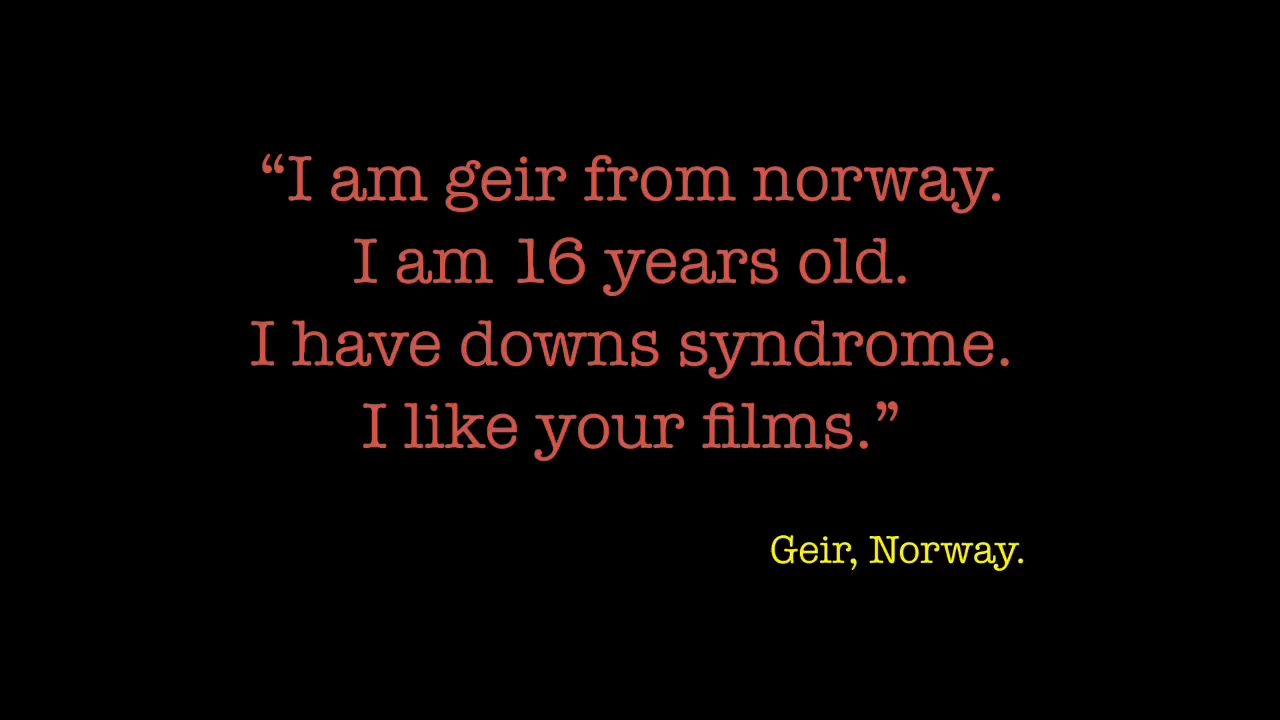 “I am geir from norway.
I am 16 years old.
I have downs syndrome.
I like your films.”
Geir, Norway.